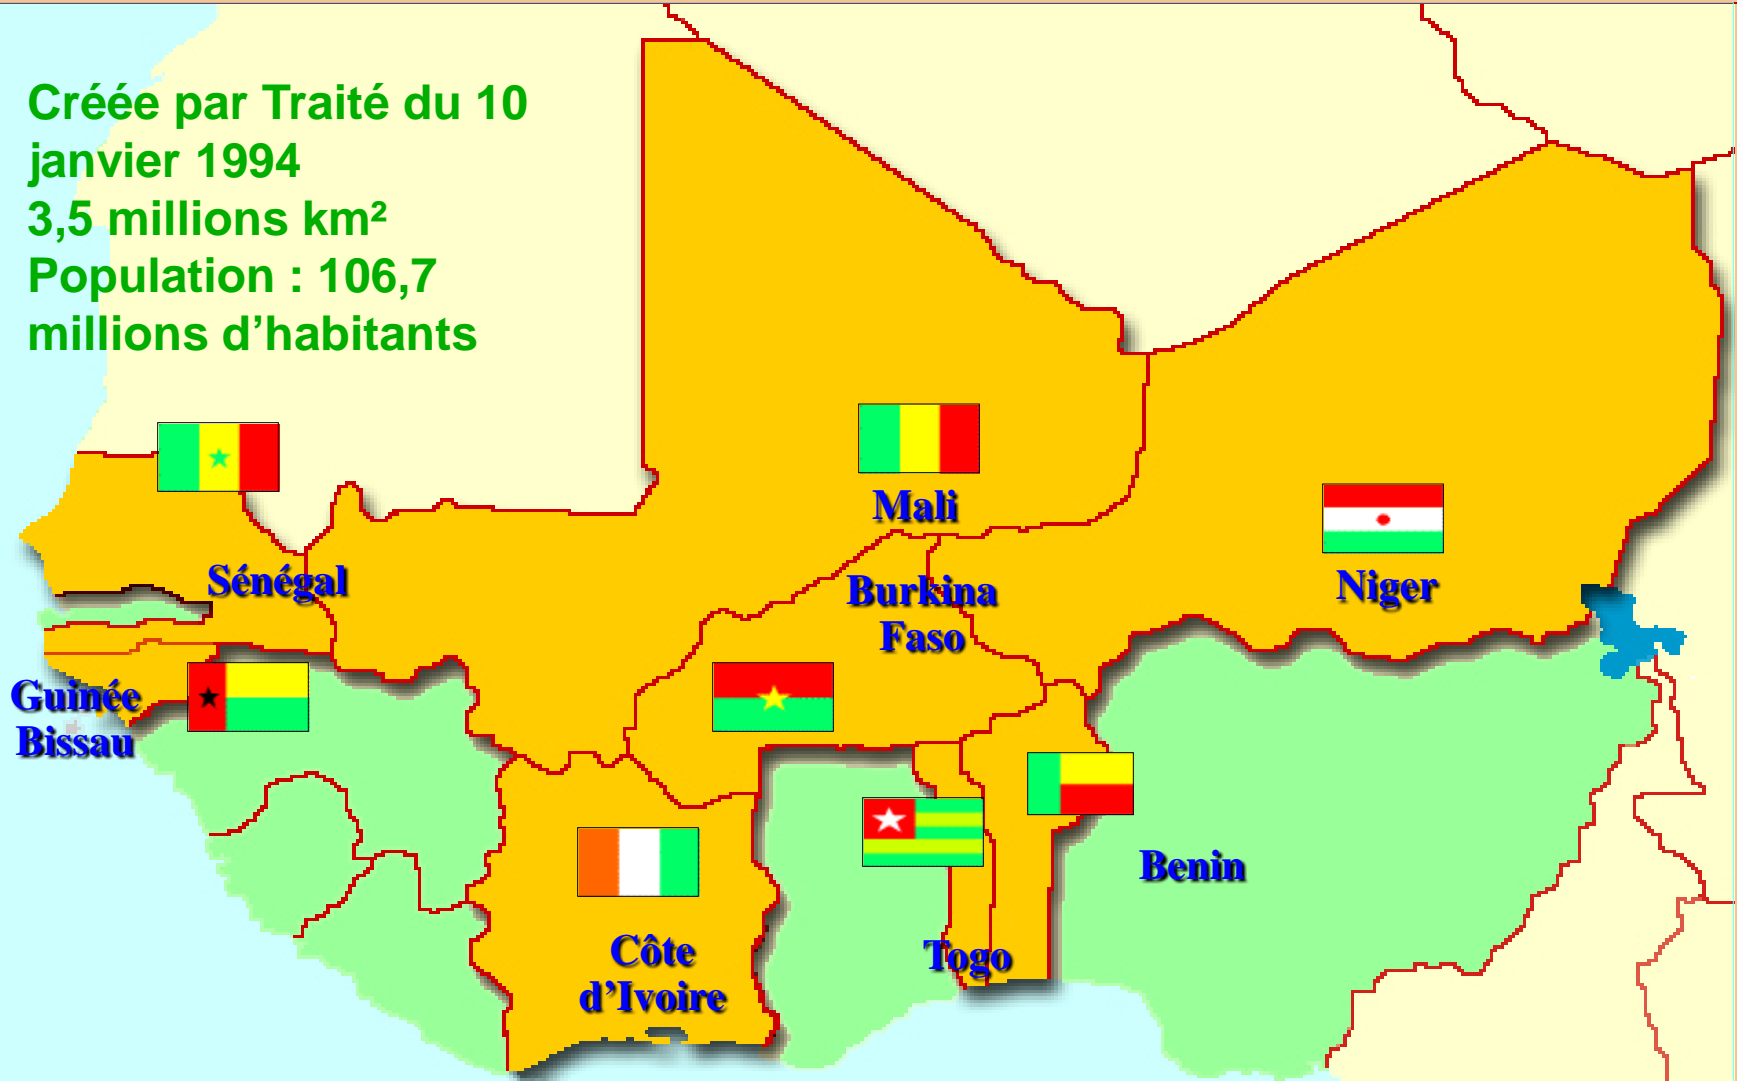 Créée par Traité du 10
janvier 1994
3,5 millions km²
Population : 106,7
millions d’habitants
Mali
Sénégal
Burkina
Faso
Niger
Guinée
Bissau
Benin
Côte
d’Ivoire
Togo